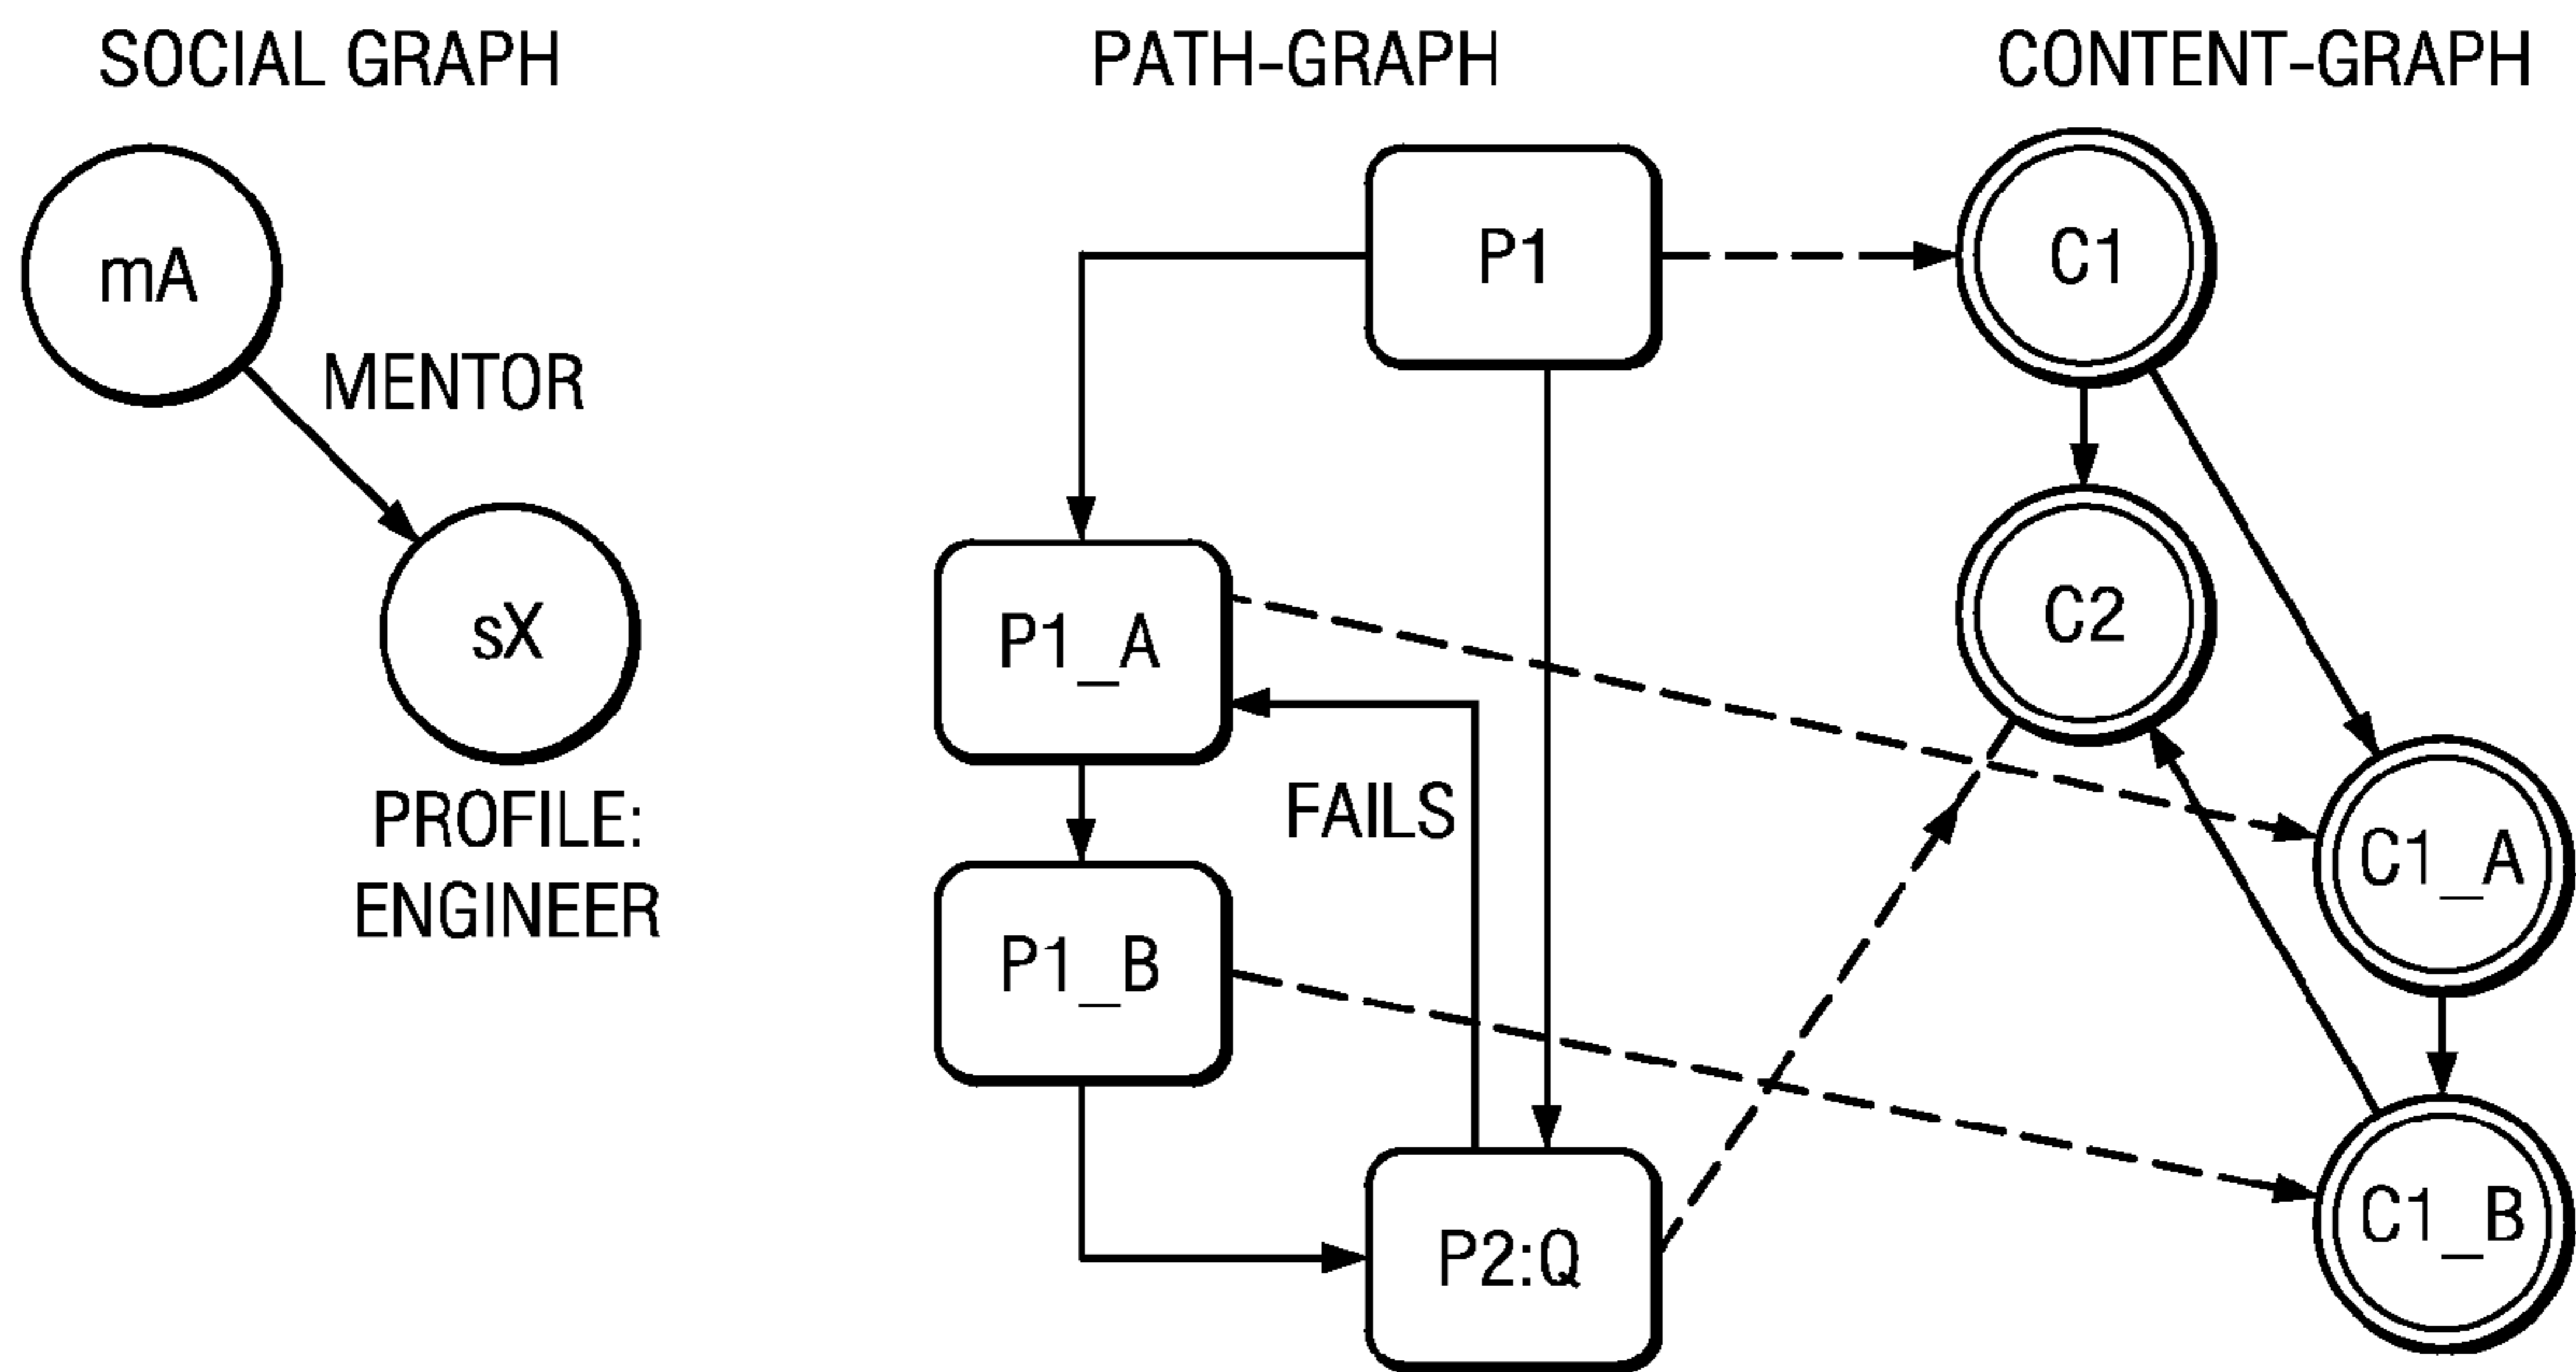 SOCIAL GRAPH
PATH-GRAPH
CONTENT-GRAPH
mA
MENTOR
sX
PROFILE:
ENGINEER
P1
P1_A
FAILS
P1_B
P2:Q
C1
C2
C1_A
C1_B